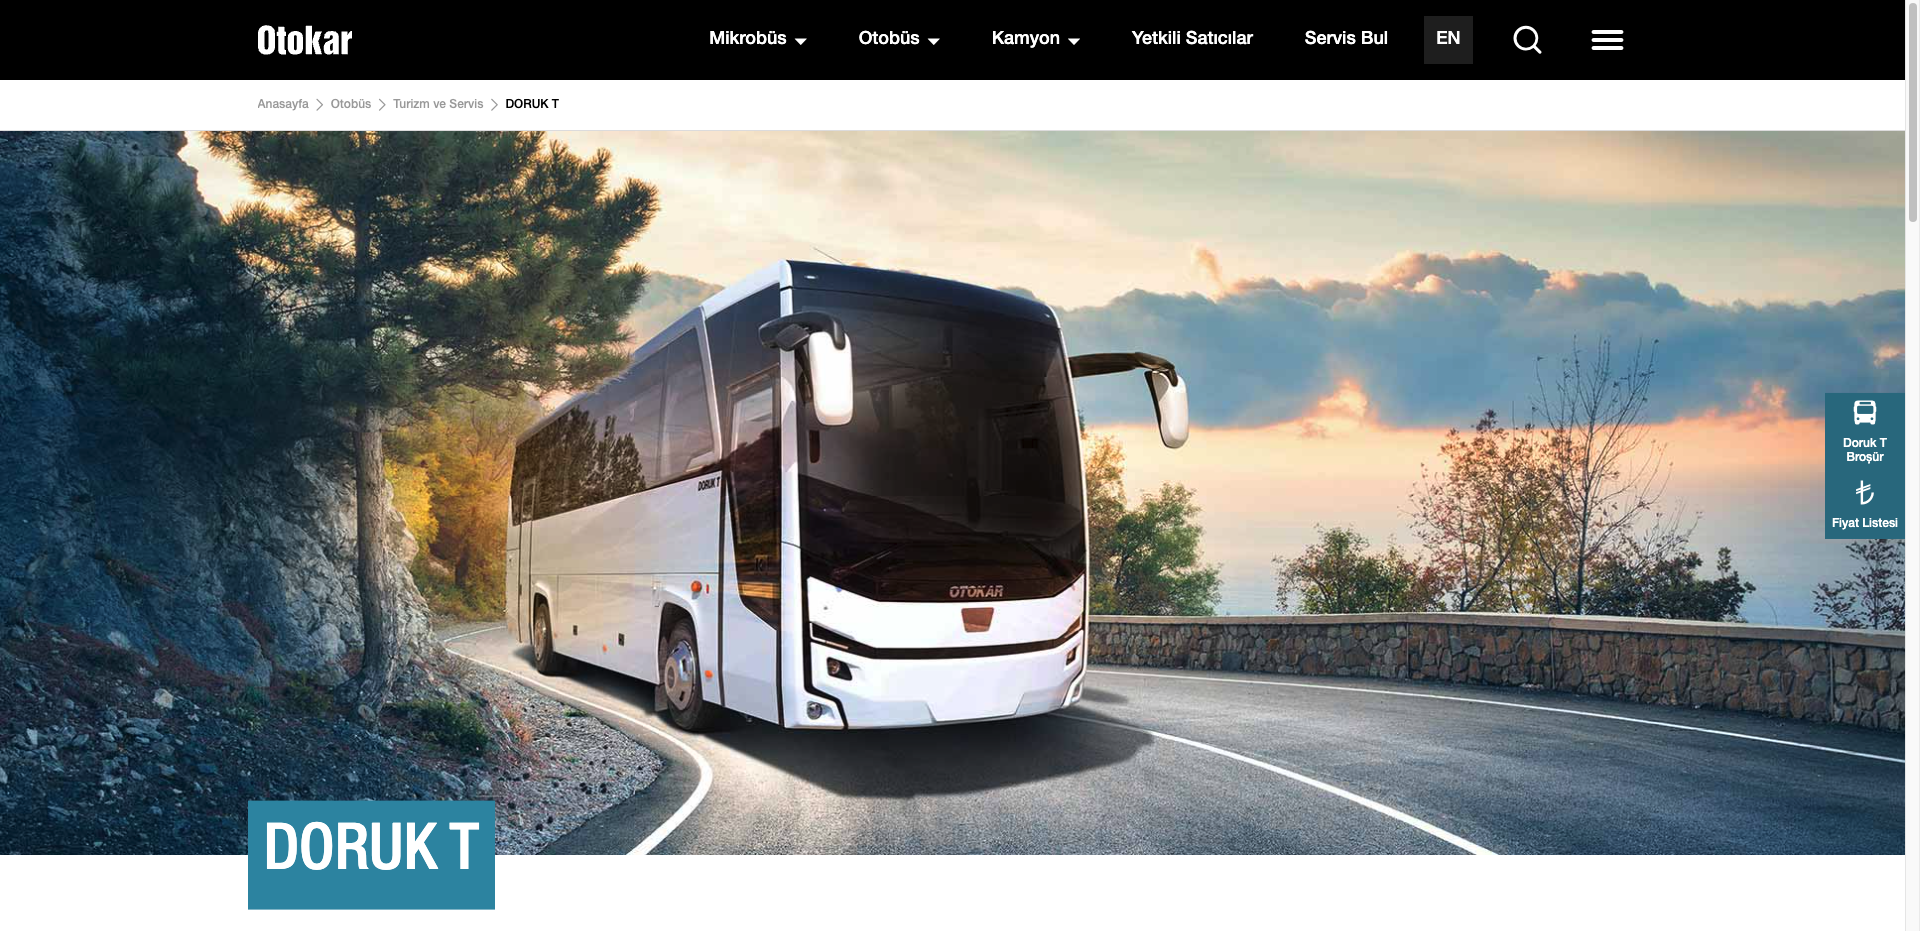 Otokar
Mikrobüs
Otobüs
Kamyon
Yetkili Satıcılar
Servis Bul
EN
Anasayfa
Otobüs
Turizm ve Servis
DORUK T
DORUK T
OTOKAR
Doruk T
Broşür
Fiyat Listesi
DORUK T